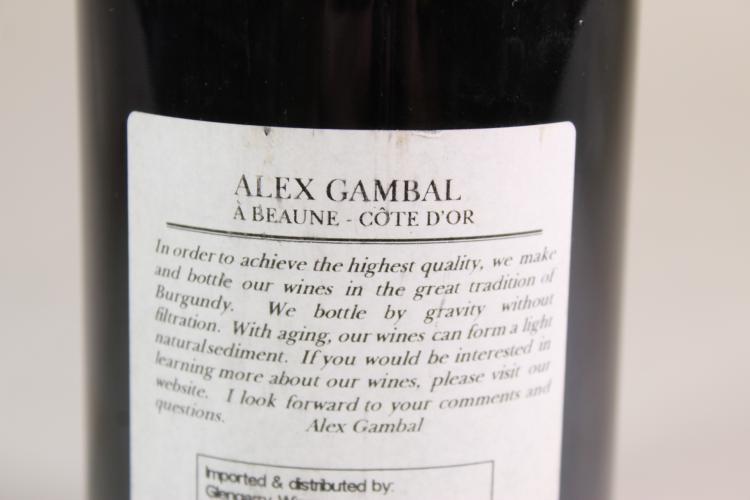 ALEX GAMBAL
À BEAUNE - CÔTE D'OR
In order to achieve the highest quality, we make
and bottle our wines in the great tradition of
Burgundy. We bottle by gravity without
filtration. With aging, our wines can form a light
natural sediment. If you would be interested in
learning more about our wines, please visit our
website. I look forward to your comments and
questions. Alex Gambal
Imported & distributed by:
Glengarry